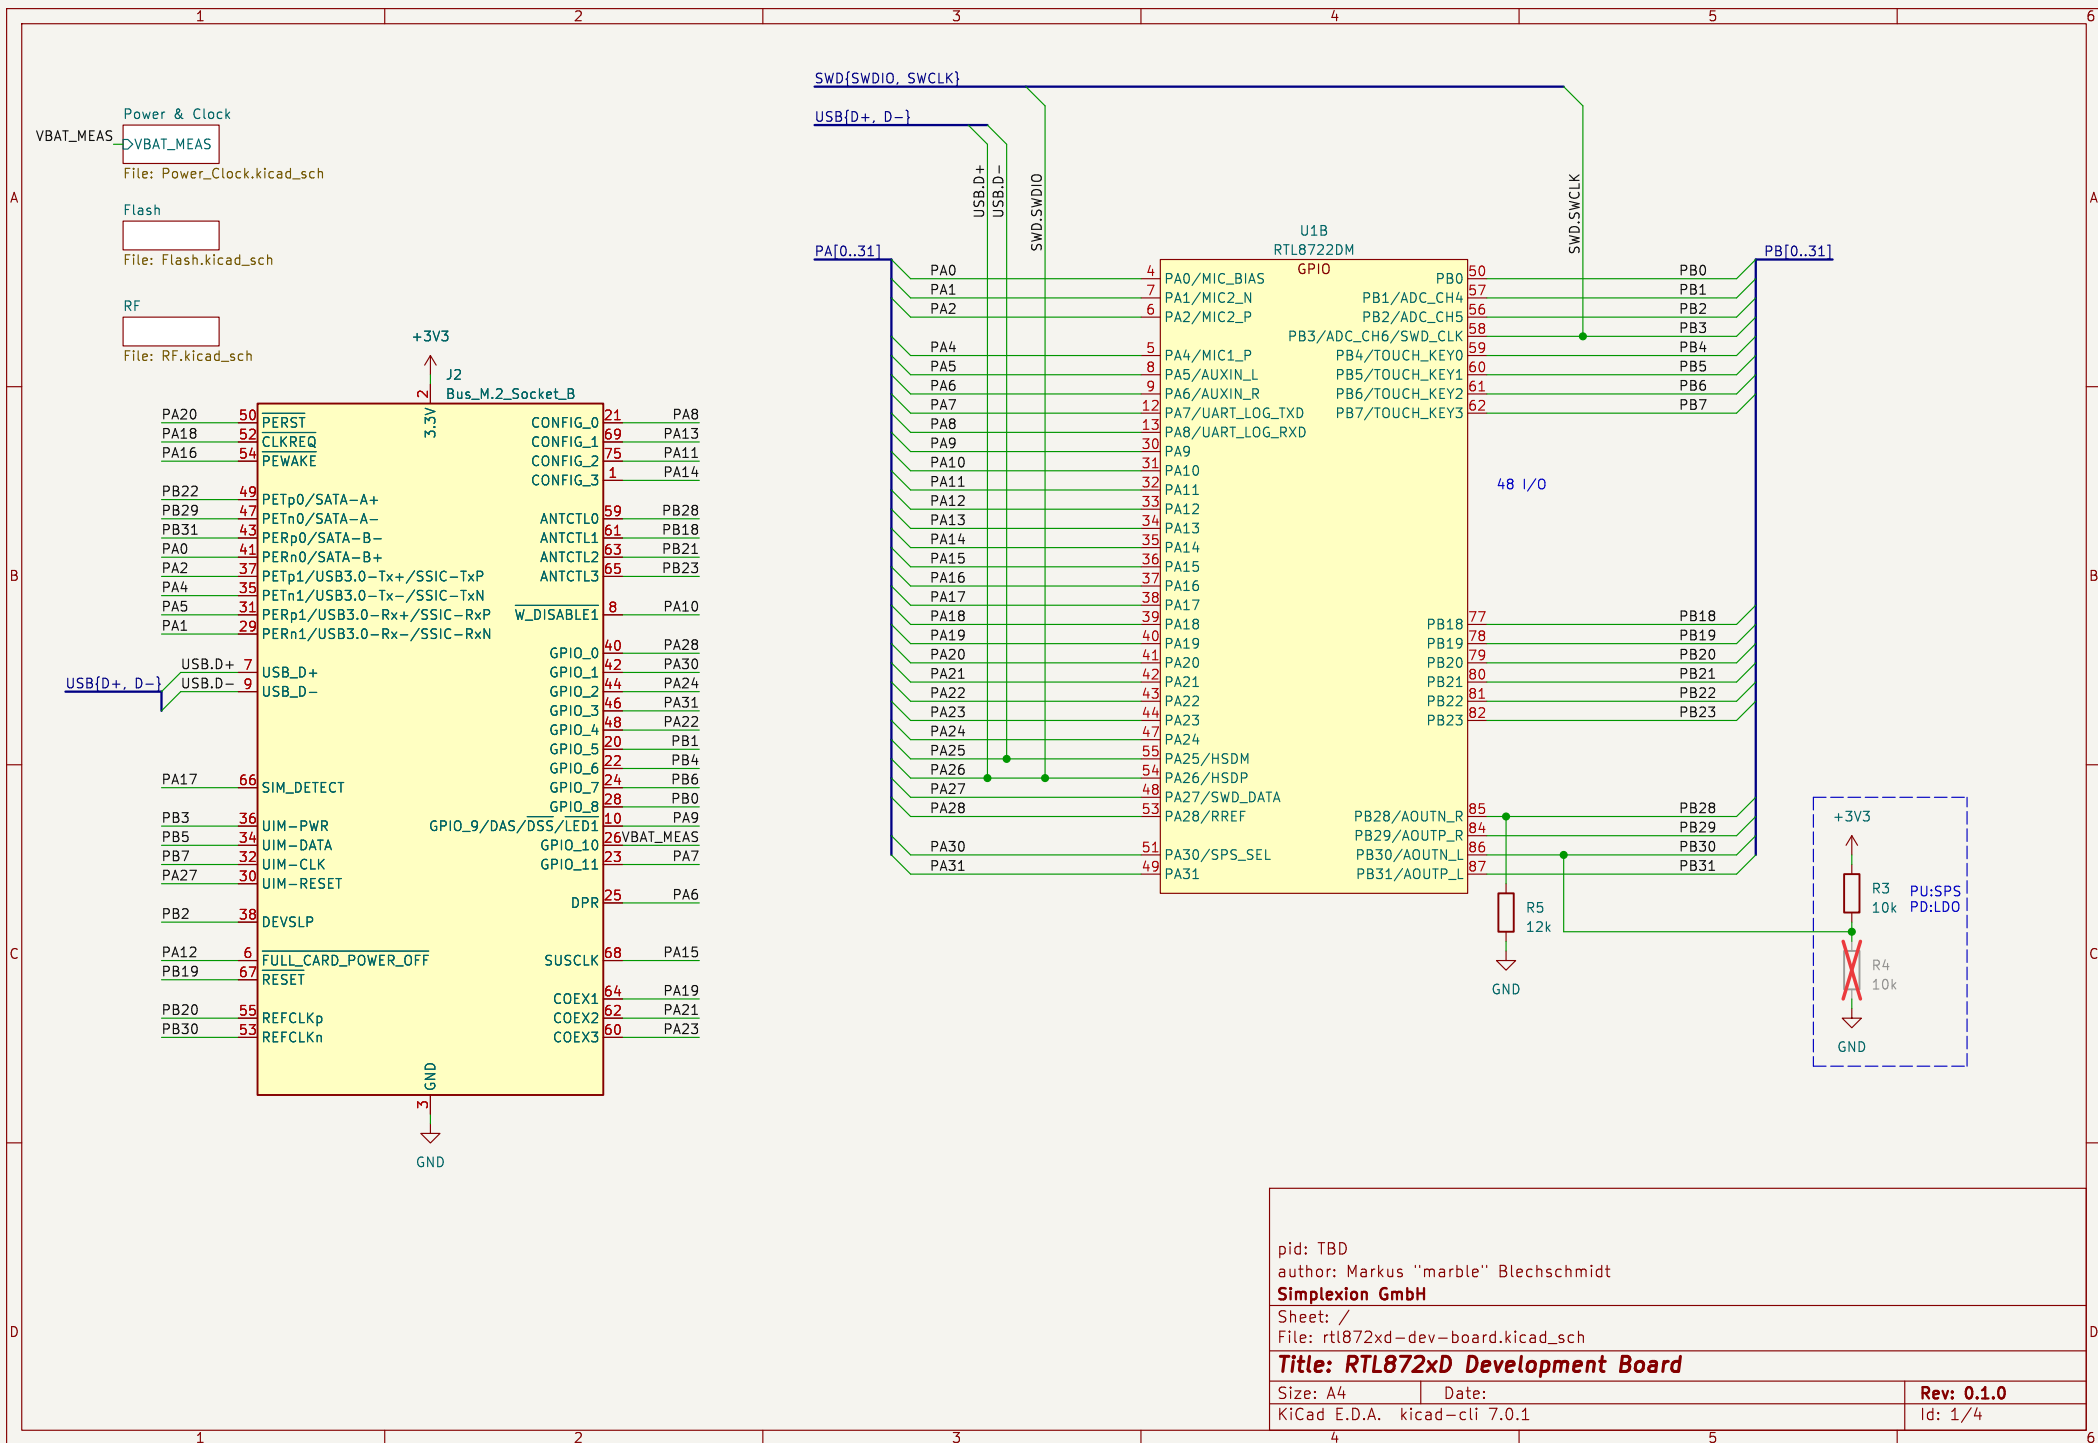 1 2 3 4 5 6
A
B
C
D
A
B
C
D
1 2 3 4 5 6
Power & Clock
VBAT_MEAS
VBAT_MEAS
File: Power_Clock.kicad_sch
Flash
File: Flash.kicad_sch
RF
File: RF.kicad_sch
+3V3
J2
Bus_M.2_Socket_B
2
3.3V
PA20 50 PERST
PA18 52 CLKREQ
PA16 54 PEWAKE
PB22 49 PETp0/SATA-A+
PB29 47 PETn0/SATA-A-
PB31 43 PERp0/SATA-B-
PA0 41 PERn0/SATA-B+
PA2 37 PETp1/USB3.0-Tx+/SSIC-TxP
PA4 35 PETn1/USB3.0-Tx-/SSIC-TxN
PA5 31 PERp1/USB3.0-Rx+/SSIC-RxP
PA1 29 PERn1/USB3.0-Rx-/SSIC-RxN
USB{D+, D-}
USB.D+ 7 USB_D+
USB.D- 9 USB_D-
PA17 66 SIM_DETECT
PB3 36 UIM-PWR
PB5 34 UIM-DATA
PB7 32 UIM-CLK
PA27 30 UIM-RESET
PB2 38 DEVSLP
PA12 6 FULL_CARD_POWER_OFF
PB19 67 RESET
PB20 55 REFCLKp
PB30 53 REFCLKn
CONFIG_0 21 PA8
CONFIG_1 69 PA13
CONFIG_2 75 PA11
CONFIG_3 1 PA14
ANTCTL0 59 PB28
ANTCTL1 61 PB18
ANTCTL2 63 PB21
ANTCTL3 65 PB23
W_DISABLE1 8 PA10
GPIO_0 40 PA28
GPIO_1 42 PA30
GPIO_2 44 PA24
GPIO_3 46 PA31
GPIO_4 48 PA22
GPIO_5 20 PB1
GPIO_6 22 PB4
GPIO_7 24 PB6
GPIO_8 28 PB0
GPIO_9/DAS/DSS/LED1 10 PA9
GPIO_10 26 VBAT_MEAS
GPIO_11 23 PA7
DPR 25 PA6
SUSCLK 68 PA15
COEX1 64 PA19
COEX2 62 PA21
COEX3 60 PA23
GND
3
GND
SWD{SWDIO, SWCLK}
USB{D+, D-}
USB.D+
USB.D-
SWD.SWDIO
SWD.SWCLK
PA[0..31]
PB[0..31]
U1B
RTL8722DM
GPIO
PA0 4 PA0/MIC_BIAS
PA1 7 PA1/MIC2_N
PA2 6 PA2/MIC2_P
PA4 5 PA4/MIC1_P
PA5 8 PA5/AUXIN_L
PA6 9 PA6/AUXIN_R
PA7 12 PA7/UART_LOG_TXD
PA8 13 PA8/UART_LOG_RXD
PA9 30 PA9
PA10 31 PA10
PA11 32 PA11
PA12 33 PA12
PA13 34 PA13
PA14 35 PA14
PA15 36 PA15
PA16 37 PA16
PA17 38 PA17
PA18 39 PA18
PA19 40 PA19
PA20 41 PA20
PA21 42 PA21
PA22 43 PA22
PA23 44 PA23
PA24 47 PA24
PA25 55 PA25/HSDM
PA26 54 PA26/HSDP
PA27 48 PA27/SWD_DATA
PA28 53 PA28/RREF
PA30 51 PA30/SPS_SEL
PA31 49 PA31
PB0 50 PB0
PB1/ADC_CH4 57 PB1
PB2/ADC_CH5 56 PB2
PB3/ADC_CH6/SWD_CLK 58 PB3
PB4/TOUCH_KEY0 59 PB4
PB5/TOUCH_KEY1 60 PB5
PB6/TOUCH_KEY2 61 PB6
PB7/TOUCH_KEY3 62 PB7
48 I/O
PB18 77 PB18
PB19 78 PB19
PB20 79 PB20
PB21 80 PB21
PB22 81 PB22
PB23 82 PB23
PB28/AOUTN_R 85 PB28
PB29/AOUTP_R 84 PB29
PB30/AOUTN_L 86 PB30
PB31/AOUTP_L 87 PB31
R5
12k
GND
+3V3
R3
10k
PU:SPS
PD:LDO
R4
10k
GND
pid: TBD
author: Markus "marble" Blechschmidt
Simplexion GmbH
Sheet: /
File: rtl872xd-dev-board.kicad_sch
Title: RTL872xD Development Board
Size: A4 Date: Rev: 0.1.0
KiCad E.D.A. kicad-cli 7.0.1 Id: 1/4